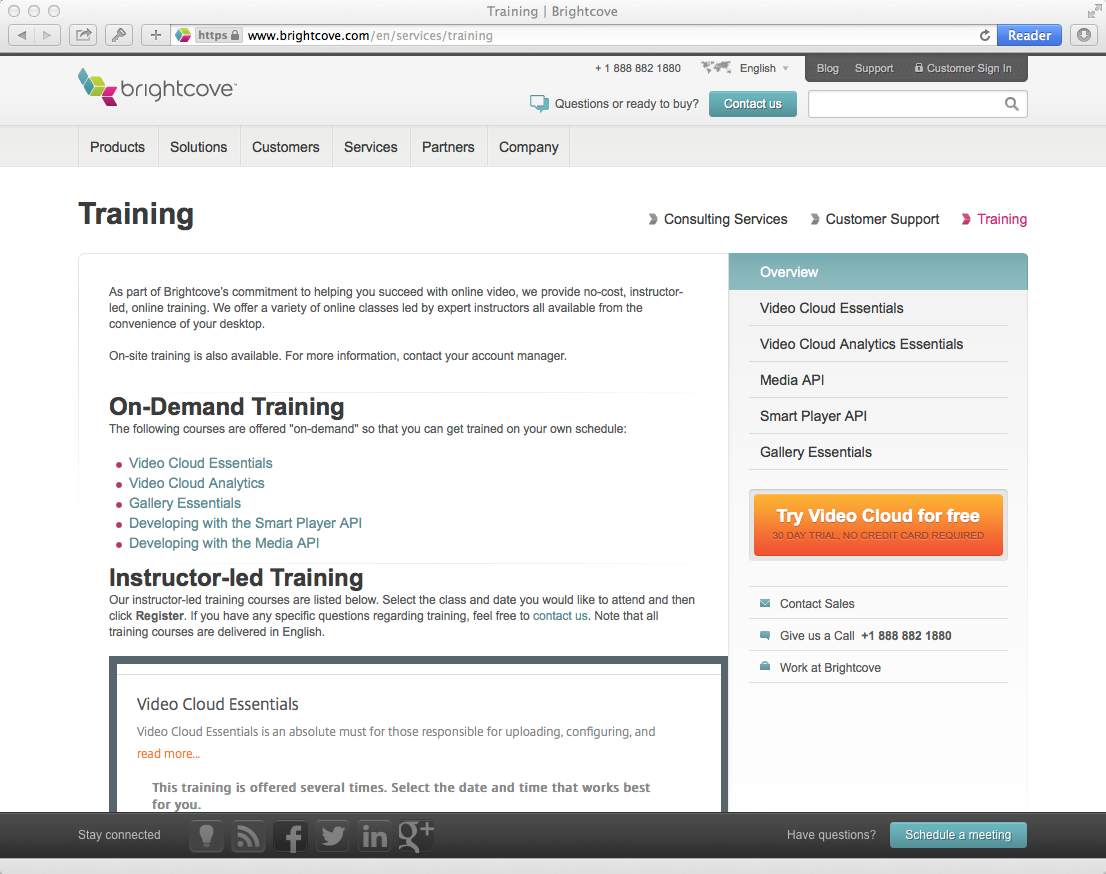 Training | Brightcove
https www.brightcove.com/en/services/training Reader
+ 1 888 882 1880 English Blog Support Customer Sign In
brightcove™
Questions or ready to buy? Contact us
Products Solutions Customers Services Partners Company
Training
Consulting Services Customer Support Training
As part of Brightcove's commitment to helping you succeed with online video, we provide no-cost, instructor-
led, online training. We offer a variety of online classes led by expert instructors all available from the
convenience of your desktop.
On-site training is also available. For more information, contact your account manager.
On-Demand Training
The following courses are offered "on-demand" so that you can get trained on your own schedule:
Video Cloud Essentials
Video Cloud Analytics
Gallery Essentials
Developing with the Smart Player API
Developing with the Media API
Instructor-led Training
Our instructor-led training courses are listed below. Select the class and date you would like to attend and then
click Register. If you have any specific questions regarding training, feel free to contact us. Note that all
training courses are delivered in English.
Video Cloud Essentials
Video Cloud Essentials is an absolute must for those responsible for uploading, configuring, and
read more...
This training is offered several times. Select the date and time that works best
for you.
Overview
Video Cloud Essentials
Video Cloud Analytics Essentials
Media API
Smart Player API
Gallery Essentials
Try Video Cloud for free
30 DAY TRIAL, NO CREDIT CARD REQUIRED
Contact Sales
Give us a Call +1 888 882 1880
Work at Brightcove
Stay connected f in g+ Have questions? Schedule a meeting